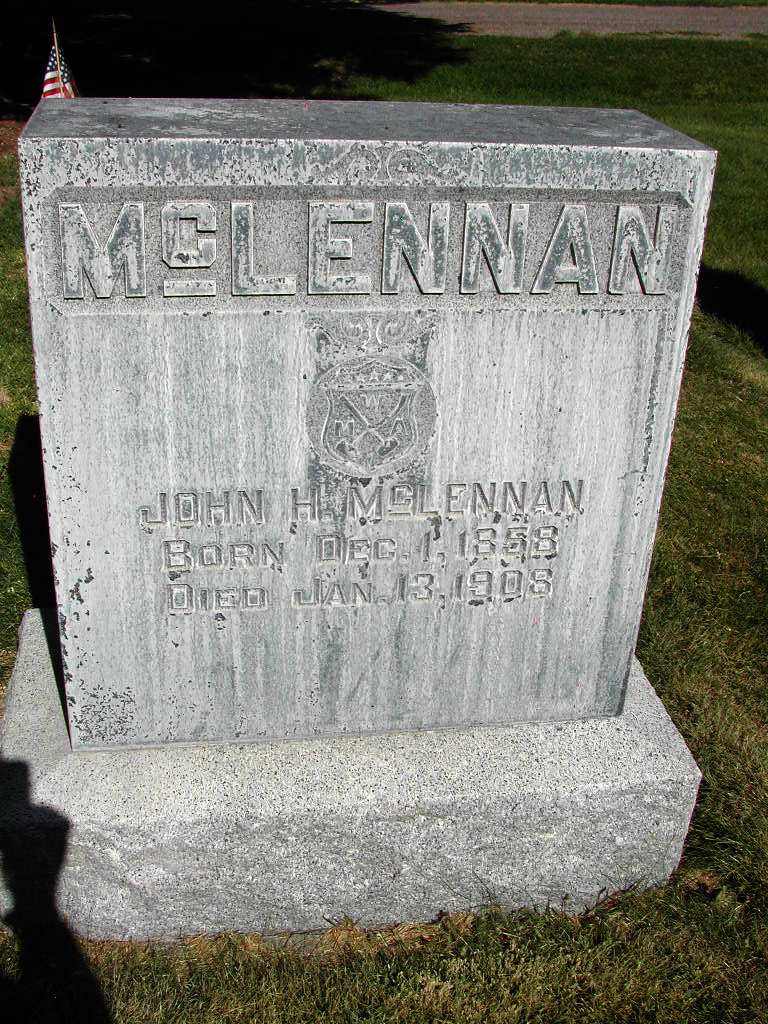 McLENNAN
W
M A
JOHN H. McLENNAN
BORN DEC. 1, 1858
DIED JAN. 13, 1908